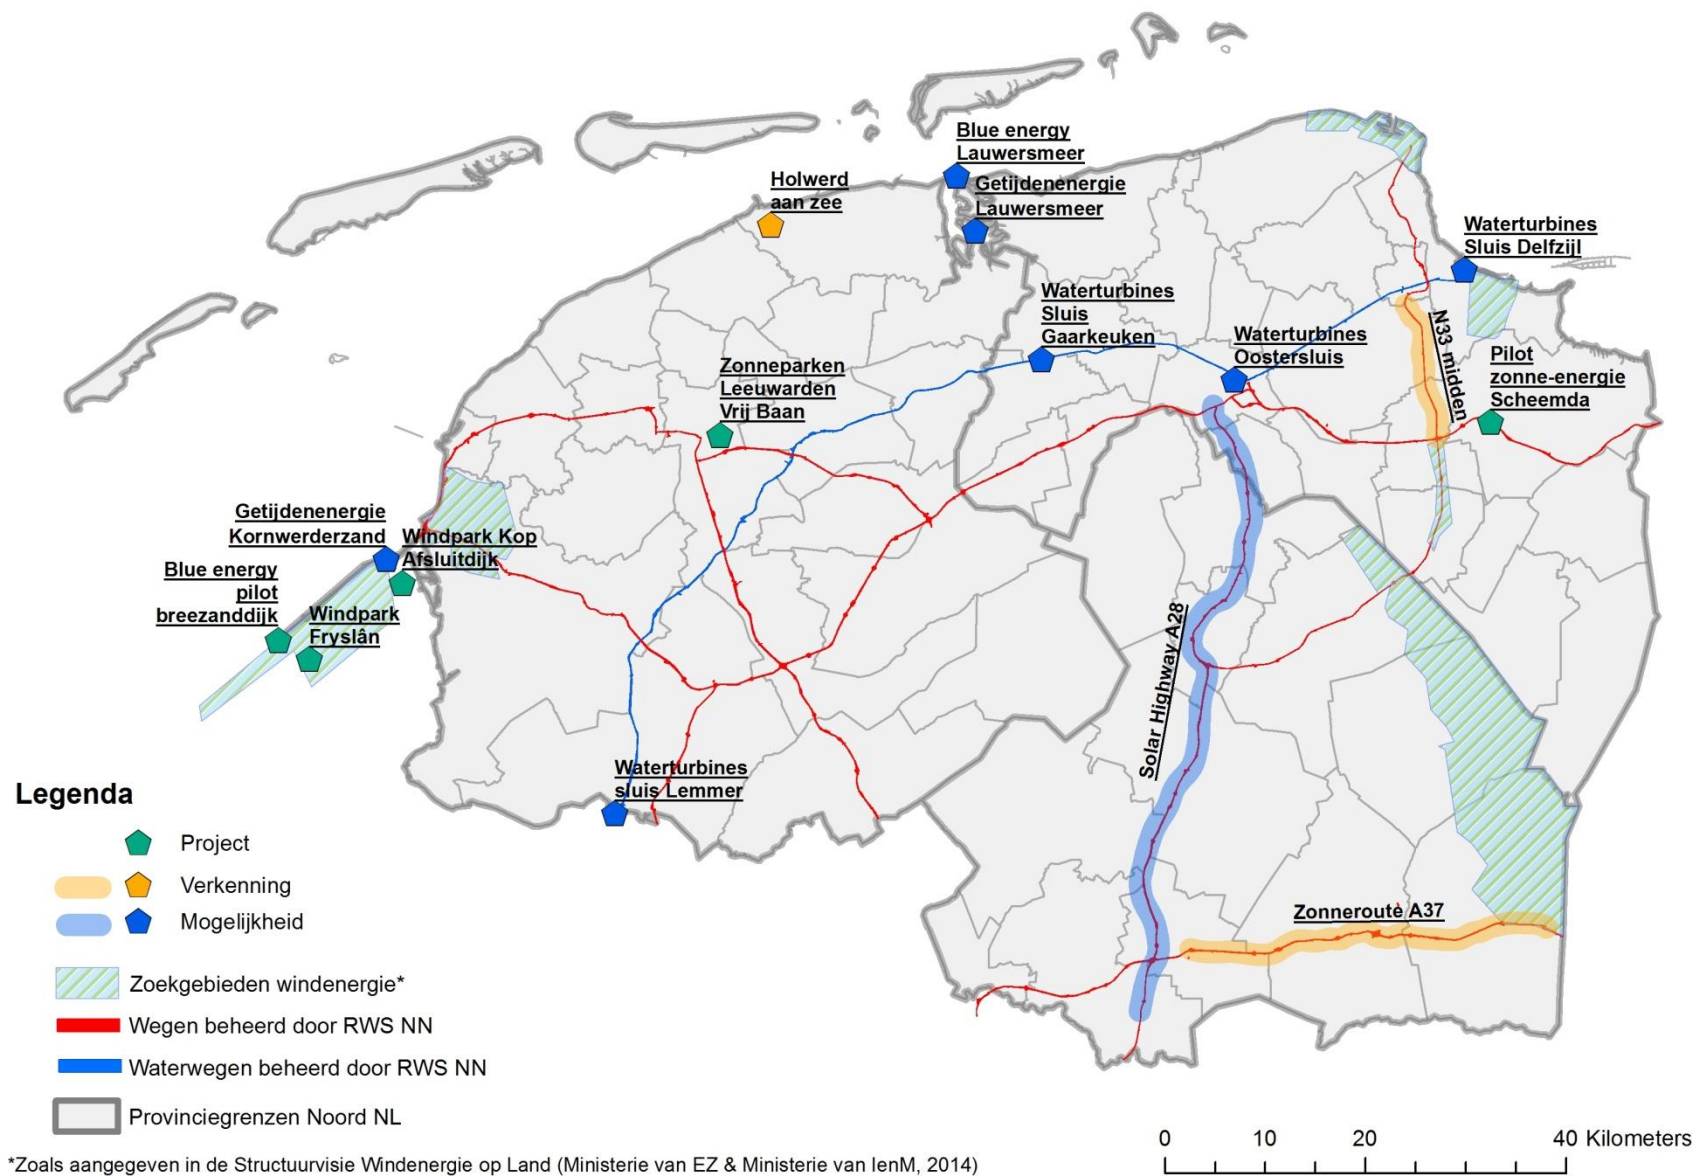 Blue energy
Lauwersmeer
Getijdenenergie
Lauwersmeer
Holwerd
aan zee
Waterturbines
Sluis Delfzijl
Waterturbines
Sluis
Gaarkeuken
Waterturbines
Oostersluis
N33 midden
Pilot
zonne-energie
Scheemda
Zonneparken
Leeuwarden
Vrij Baan
Getijdenenergie
Kornwerderzand
Windpark Kop
Afsluitdijk
Blue energy
pilot
breezanddijk
Windpark
Fryslân
Solar Highway A28
Waterturbines
sluis Lemmer
Zonneroute A37
Legenda
Project
Verkenning
Mogelijkheid
Zoekgebieden windenergie*
Wegen beheerd door RWS NN
Waterwegen beheerd door RWS NN
Provinciegrenzen Noord NL
0 10 20 40 Kilometers
*Zoals aangegeven in de Structuurvisie Windenergie op Land (Ministerie van EZ & Ministerie van IenM, 2014)